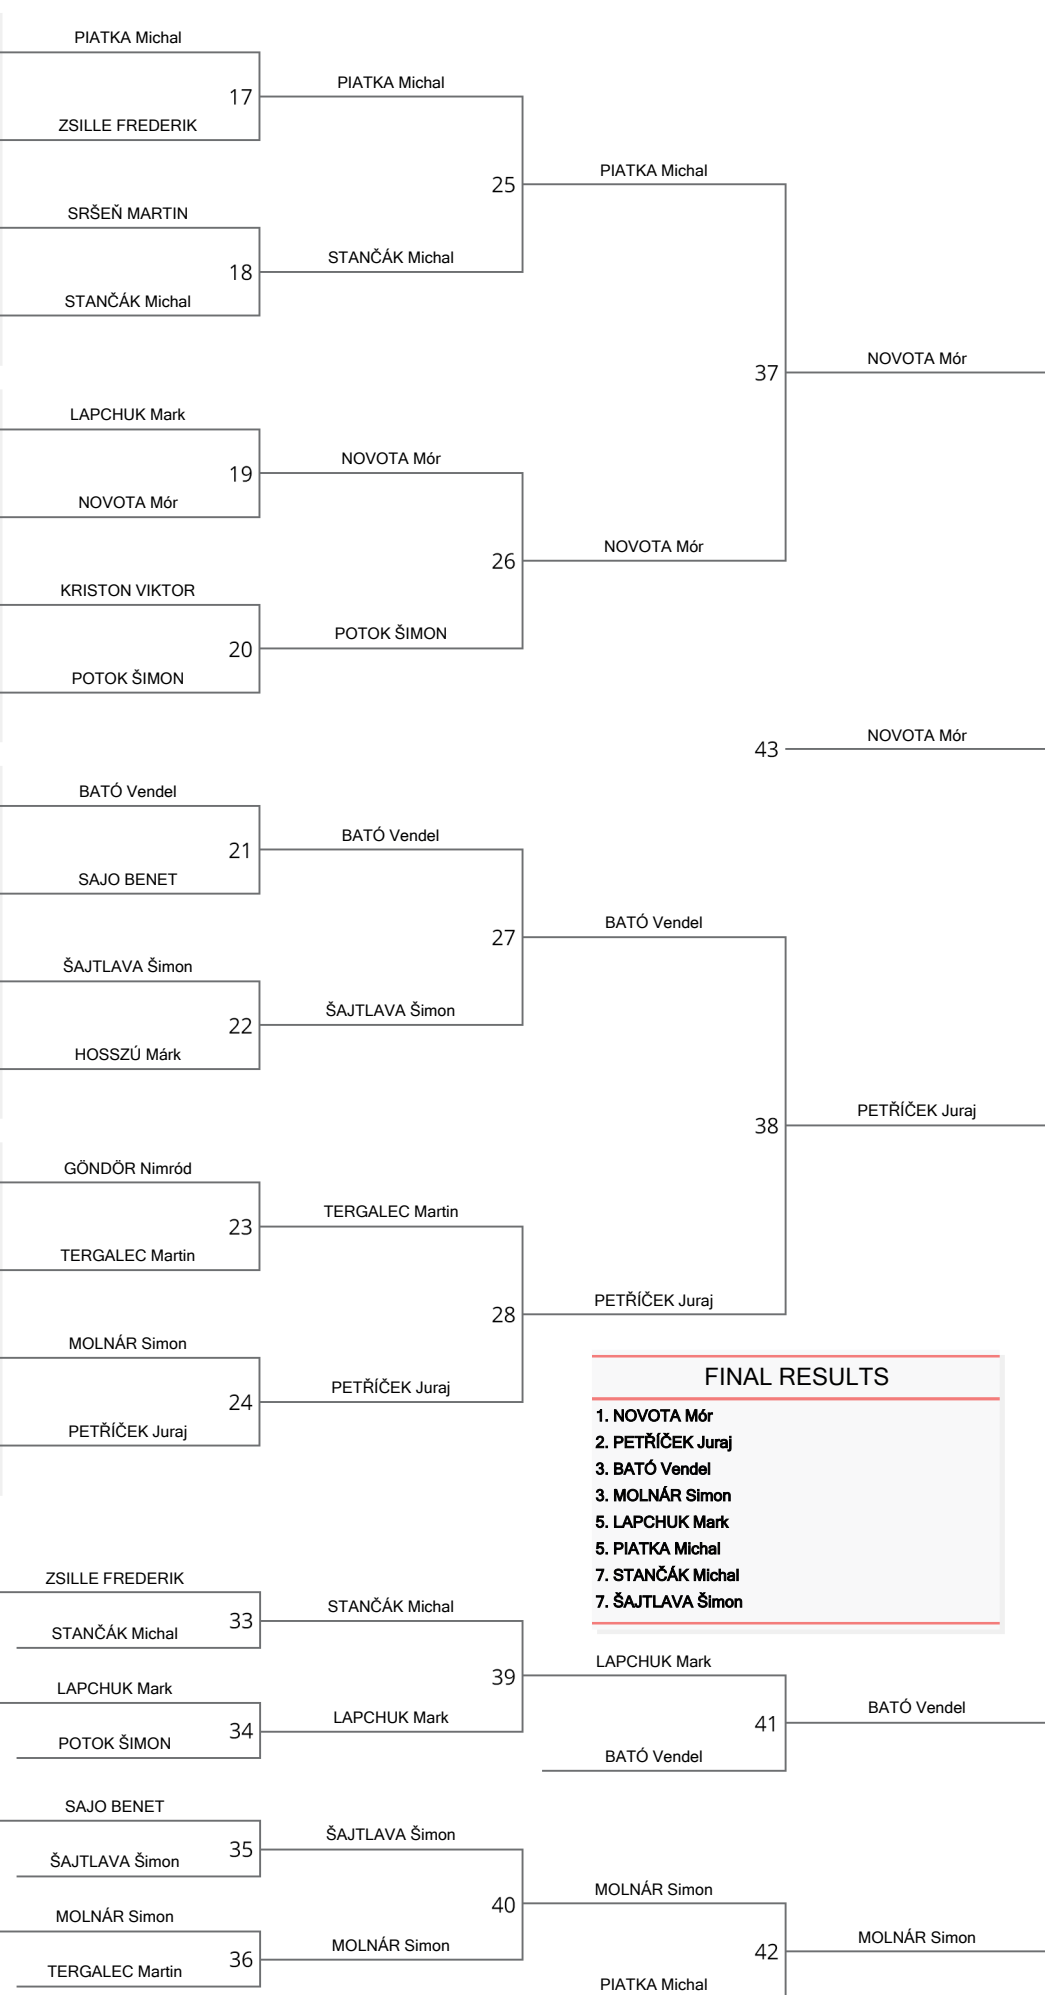 PIATKA Michal
17
PIATKA Michal
ZSILLE FREDERIK
25
PIATKA Michal
SRŠEŇ MARTIN
18
STANČÁK Michal
STANČÁK Michal
37
NOVOTA Mór
LAPCHUK Mark
19
NOVOTA Mór
NOVOTA Mór
26
NOVOTA Mór
KRISTON VIKTOR
20
POTOK ŠIMON
POTOK ŠIMON
43
NOVOTA Mór
BATÓ Vendel
21
BATÓ Vendel
SAJO BENET
27
BATÓ Vendel
ŠAJTLAVA Šimon
22
ŠAJTLAVA Šimon
HOSSZÚ Márk
38
PETŘÍČEK Juraj
GÖNDÖR Nimród
23
TERGALEC Martin
TERGALEC Martin
28
PETŘÍČEK Juraj
MOLNÁR Simon
24
PETŘÍČEK Juraj
PETŘÍČEK Juraj
FINAL RESULTS
1. NOVOTA Mór
2. PETŘÍČEK Juraj
3. BATÓ Vendel
3. MOLNÁR Simon
5. LAPCHUK Mark
5. PIATKA Michal
7. STANČÁK Michal
7. ŠAJTLAVA Šimon
ZSILLE FREDERIK
33
STANČÁK Michal
STANČÁK Michal
39
LAPCHUK Mark
LAPCHUK Mark
34
LAPCHUK Mark
POTOK ŠIMON
41
BATÓ Vendel
BATÓ Vendel
SAJO BENET
35
ŠAJTLAVA Šimon
ŠAJTLAVA Šimon
40
MOLNÁR Simon
MOLNÁR Simon
36
MOLNÁR Simon
TERGALEC Martin
42
MOLNÁR Simon
PIATKA Michal